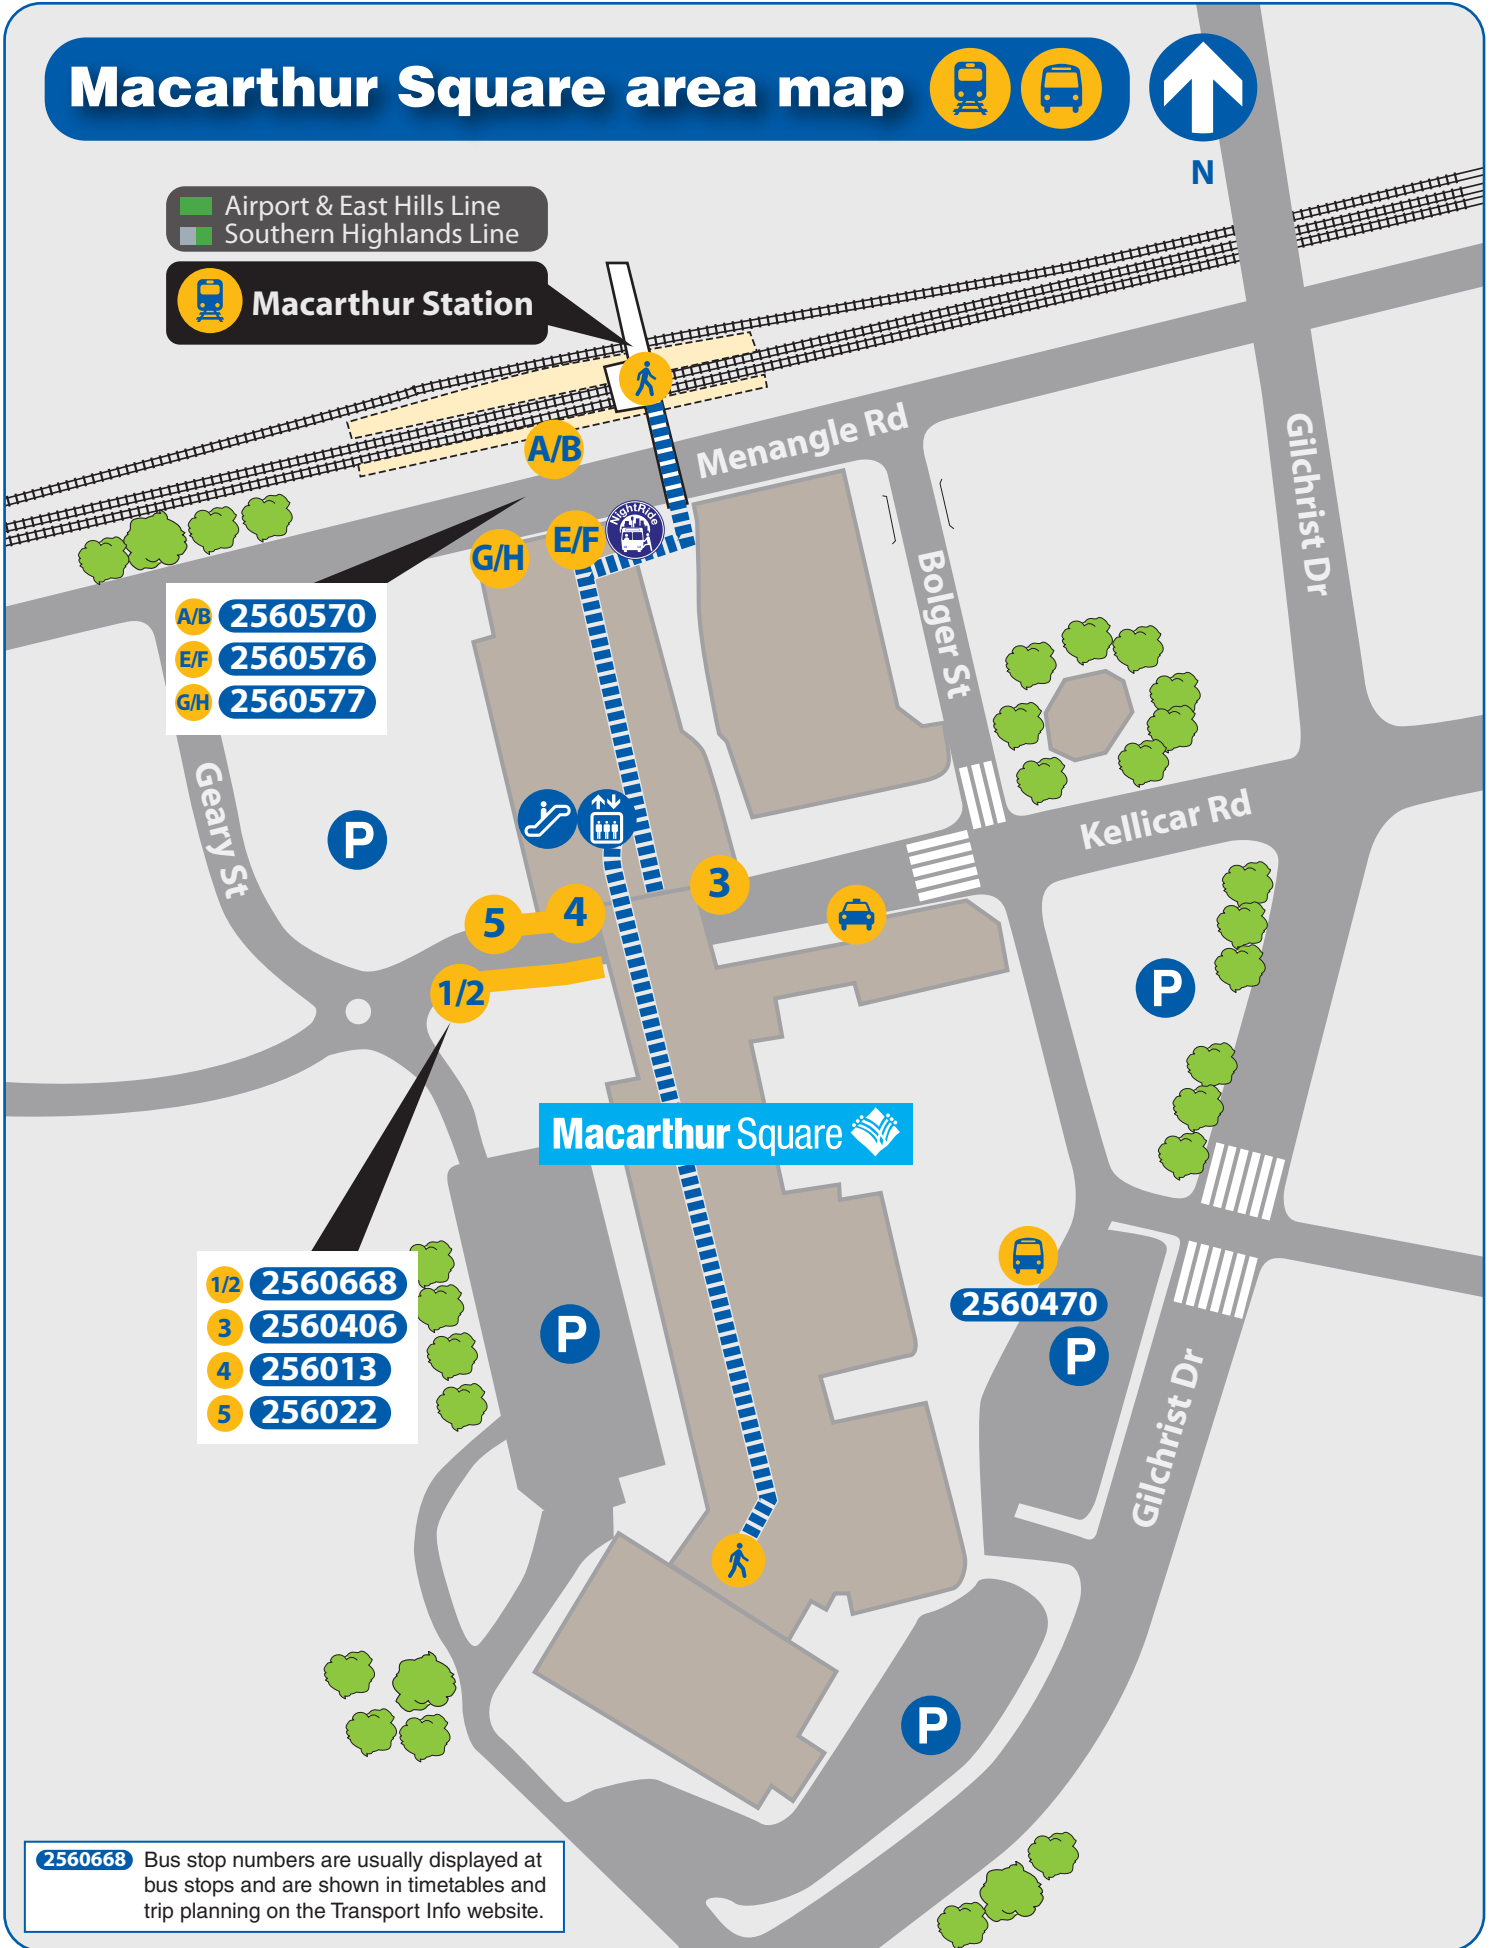 Macarthur Square area map
N
Airport & East Hills Line
Southern Highlands Line
Macarthur Station
A/B
Menangle Rd
Gilchrist Dr
NightRide
E/F
G/H
Bolger St
A/B 2560570
E/F 2560576
G/H 2560577
Geary St
P
Kellicar Rd
3
4
5
1/2
P
Macarthur Square
1/2 2560668
3 2560406
4 256013
5 256022
P
2560470
P
Gilchrist Dr
P
2560668 Bus stop numbers are usually displayed at
bus stops and are shown in timetables and
trip planning on the Transport Info website.